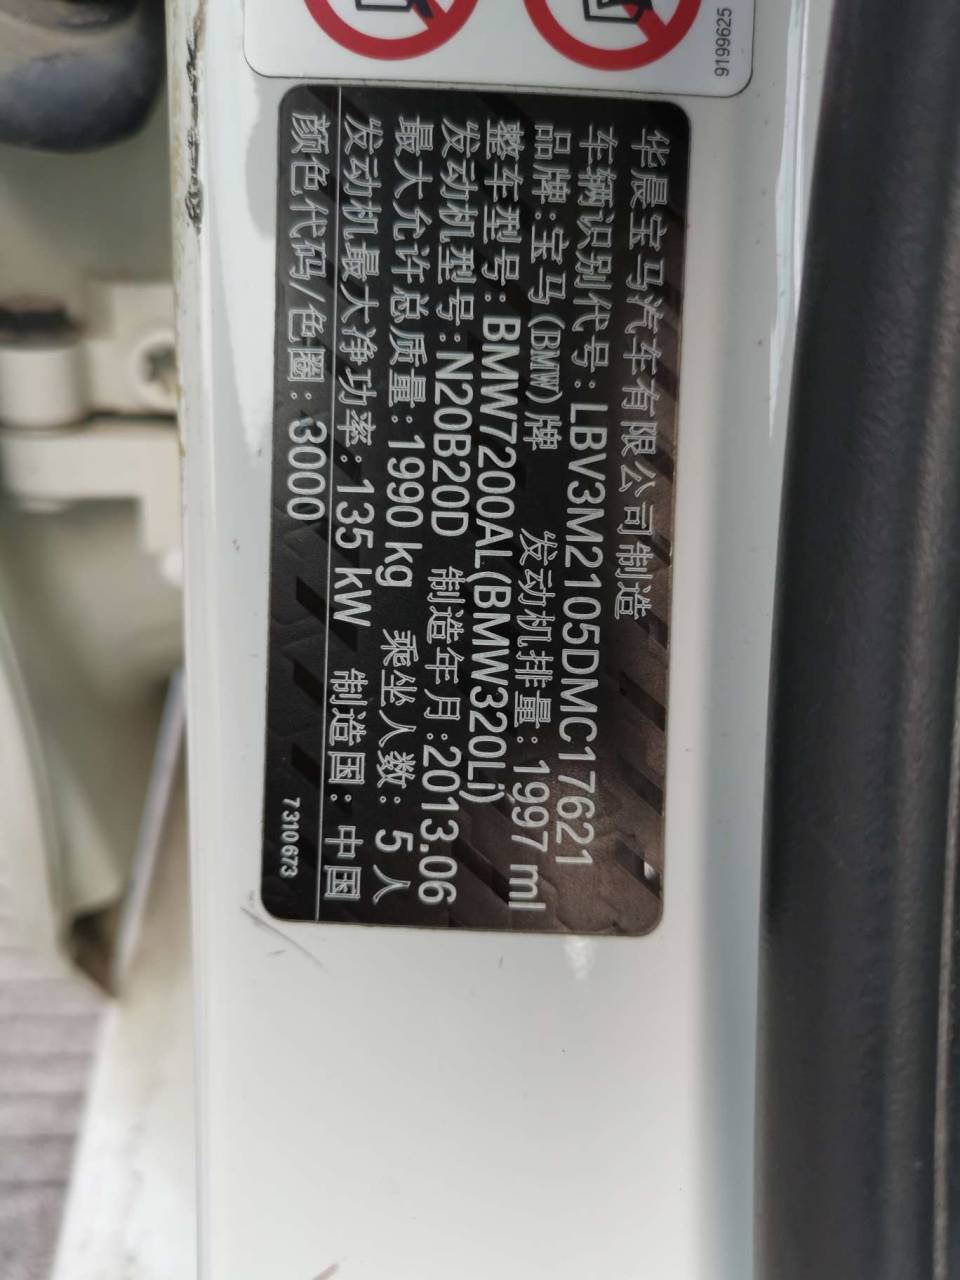 9199625
华晨宝马汽车有限公司制造
车辆识别代号:LBV3M2105DMC17621
品牌:宝马(BMW)牌 发动机排量:1997 ml
整车型号:BMW7200AL(BMW320Li)
发动机型号:N20B20D 制造年月:2013.06
最大允许总质量:1990 kg 乘坐人数:5 人
发动机最大净功率:135 kW 制造国:中国
颜色代码/色圈:3000 7310673